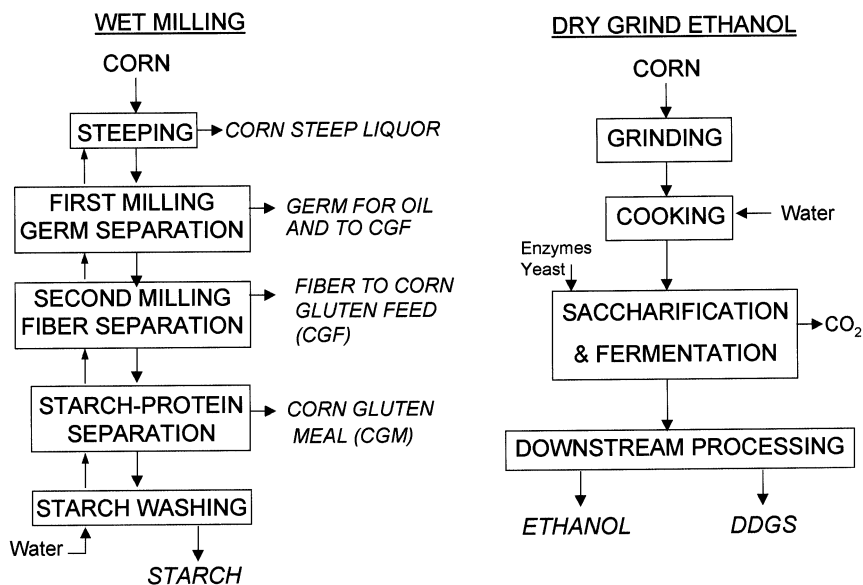 WET MILLING
CORN
STEEPING
CORN STEEP LIQUOR
FIRST MILLING
GERM SEPARATION
GERM FOR OIL
AND TO CGF
SECOND MILLING
FIBER SEPARATION
FIBER TO CORN
GLUTEN FEED
(CGF)
STARCH-PROTEIN
SEPARATION
CORN GLUTEN
MEAL (CGM)
STARCH WASHING
Water
STARCH
DRY GRIND ETHANOL
CORN
GRINDING
COOKING
Water
Enzymes
Yeast
SACCHARIFICATION
& FERMENTATION
CO₂
DOWNSTREAM PROCESSING
ETHANOL
DDGS